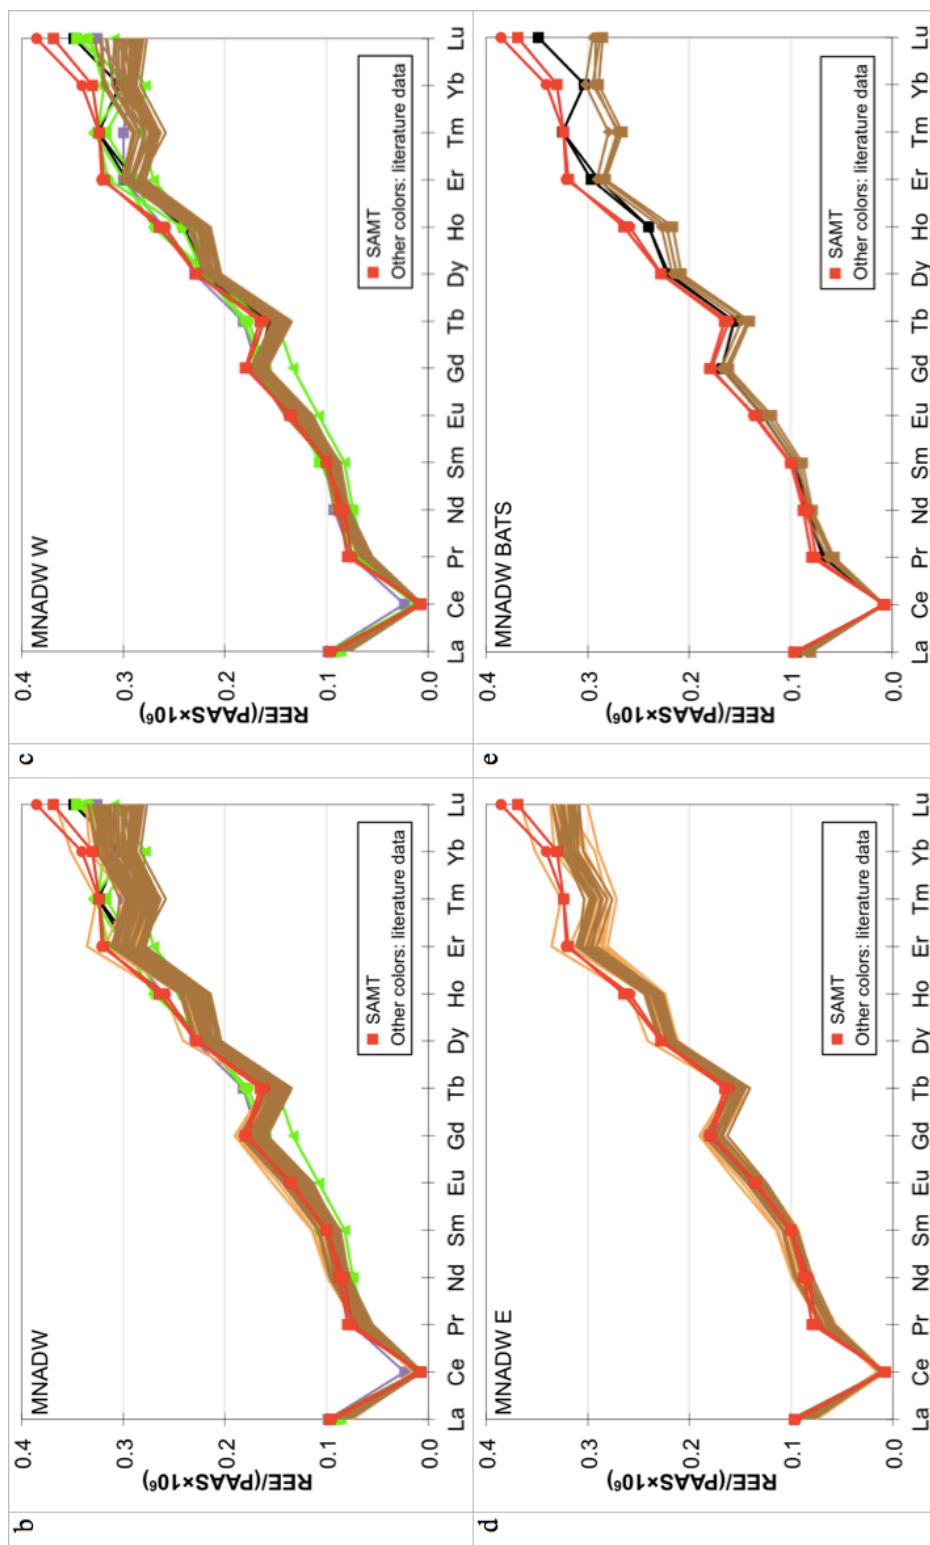 b
MNADW
REE/(PAAS×10⁶)
0.4
0.3
0.2
0.1
0.0
La Ce Pr Nd Sm Eu Gd Tb Dy Ho Er Tm Yb Lu
SAMT
Other colors: literature data
c
MNADW W
REE/(PAAS×10⁶)
0.4
0.3
0.2
0.1
0.0
La Ce Pr Nd Sm Eu Gd Tb Dy Ho Er Tm Yb Lu
SAMT
Other colors: literature data
d
MNADW E
REE/(PAAS×10⁶)
0.4
0.3
0.2
0.1
0.0
La Ce Pr Nd Sm Eu Gd Tb Dy Ho Er Tm Yb Lu
SAMT
Other colors: literature data
e
MNADW BATS
REE/(PAAS×10⁶)
0.4
0.3
0.2
0.1
0.0
La Ce Pr Nd Sm Eu Gd Tb Dy Ho Er Tm Yb Lu
SAMT
Other colors: literature data